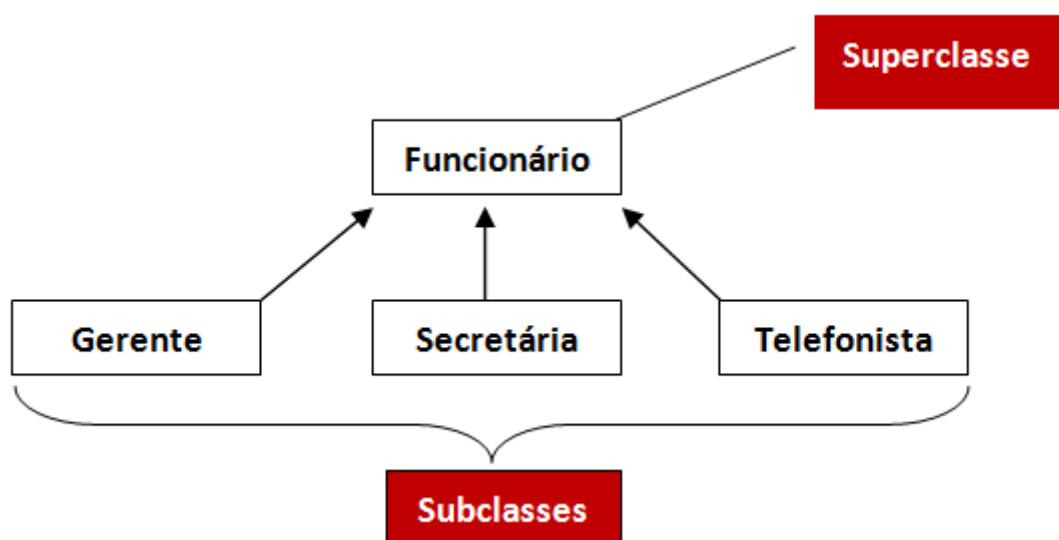 Superclasse
Funcionário
Gerente
Secretária
Telefonista
Subclasses